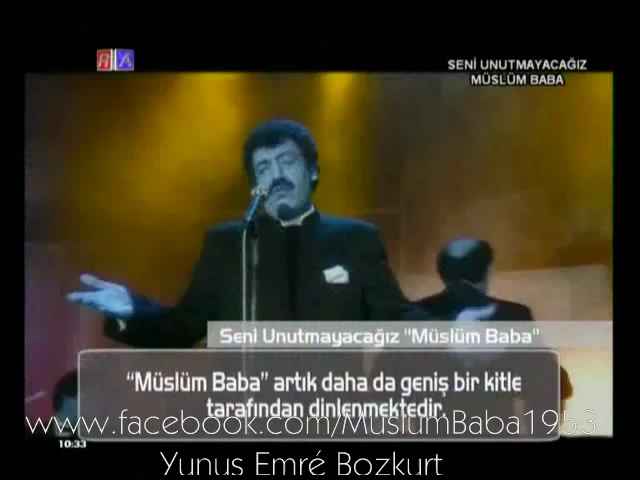 RTA
SENİ UNUTMAYACAĞIZ
MÜSLÜM BABA
Seni Unutmayacağız "Müslüm Baba"
“Müslüm Baba” artık daha da geniş bir kitle
tarafından dinlenmektedir.
www.facebook.com/MuslumBaba1953
10:33
Yunus Emré Bozkurt